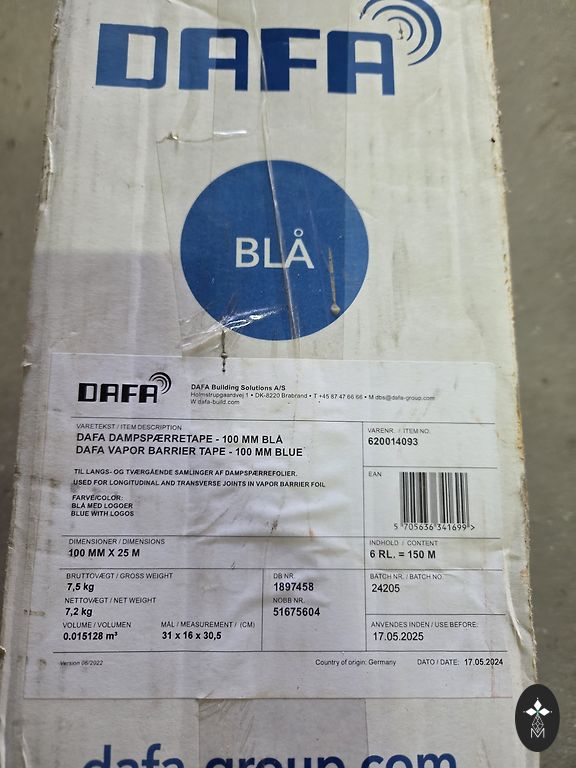 DAFA
BLÅ
DAFA
DAFA Building Solutions A/S
Holmstrupgaardvej 1 • DK-8220 Brabrand • T +45 87 47 66 66 • M dbs@dafa-group.com
W dafa-build.com
VARETEKST / ITEM DESCRIPTION
DAFA DAMPSPÆRRETAPE - 100 MM BLÅ
DAFA VAPOR BARRIER TAPE - 100 MM BLUE
VARENR. / ITEM NO.
620014093
TIL LANGS- OG TVÆRGÅENDE SAMLINGER AF DAMPSPÆRREFOLIER.
USED FOR LONGITUDINAL AND TRANSVERSE JOINTS IN VAPOR BARRIER FOIL
FARVE/COLOR:
BLÅ MED LOGOER
BLUE WITH LOGOS
EAN
5 705636 341699 >
DIMENSIONER / DIMENSIONS
100 MM X 25 M
INDHOLD / CONTENT
6 RL. = 150 M
BRUTTOVÆGT / GROSS WEIGHT
7,5 kg
NETTOVÆGT / NET WEIGHT
7,2 kg
DB NR
1897458
NOBB NR.
51675604
BATCH NR. / BATCH NO
24205
VOLUME / VOLUMEN
0.015128 m³
MÅL / MEASUREMENT / (CM)
31 x 16 x 30,5
ANVENDES INDEN / USE BEFORE:
17.05.2025
Version 06/2022
Country of origin: Germany
DATO / DATE: 17.05.2024
dafa-group.com
M